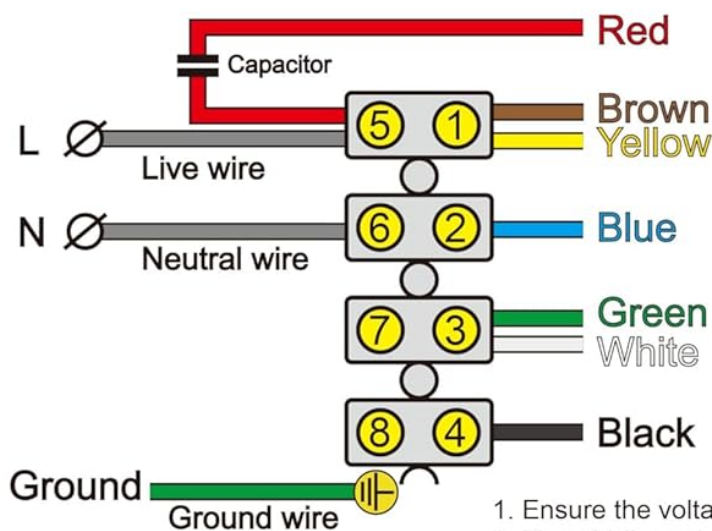 Red
Capacitor
5 1
Brown
Yellow
L
Live wire
6 2
Blue
N
Neutral wire
7 3
Green
White
8 4
Black
Ground
Ground wire
1. Ensure the volta